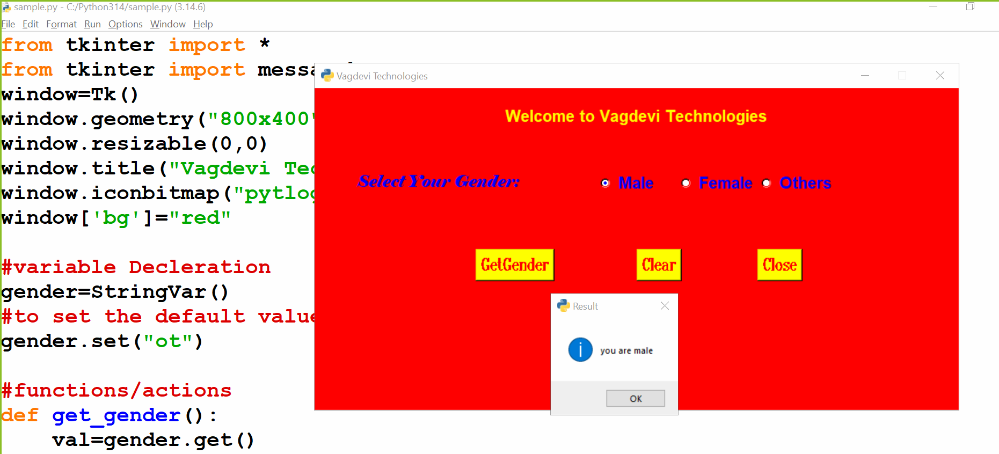 sample.py - C:/Python314/sample.py (3.14.6)
File Edit Format Run Options Window Help
from tkinter import *
from tkinter import
window=Tk()
window.geometry("800x400"
window.resizable(0,0)
window.title("Vagdevi
window.iconbitmap(
window['bg']="red"
#variable Decleration
gender=StringVar()
#to set the default value
gender.set("ot")
#functions/actions
def get_gender():
val=gender.get()
Vagdevi Technologies
Welcome to Vagdevi Technologies
Select Your Gender: Male Female Others
GetGender Clear Close
Result
you are male
OK